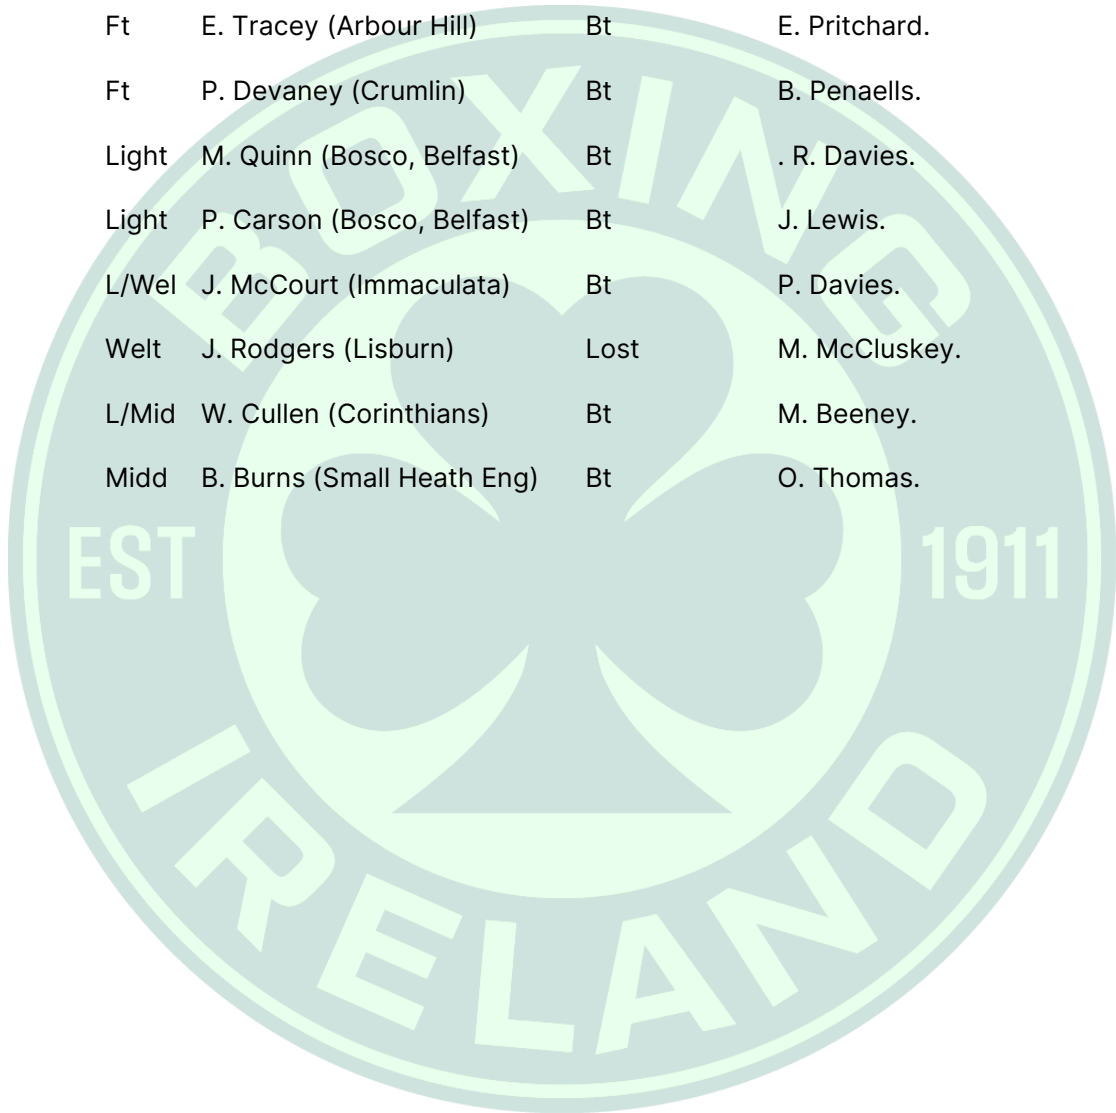 Ft E. Tracey (Arbour Hill) Bt E. Pritchard.
Ft P. Devaney (Crumlin) Bt B. Penaells.
Light M. Quinn (Bosco, Belfast) Bt . R. Davies.
Light P. Carson (Bosco, Belfast) Bt J. Lewis.
L/Wel J. McCourt (Immaculata) Bt P. Davies.
Welt J. Rodgers (Lisburn) Lost M. McCluskey.
L/Mid W. Cullen (Corinthians) Bt M. Beeney.
Midd B. Burns (Small Heath Eng) Bt O. Thomas.
BOXING
EST 1911
IRELAND